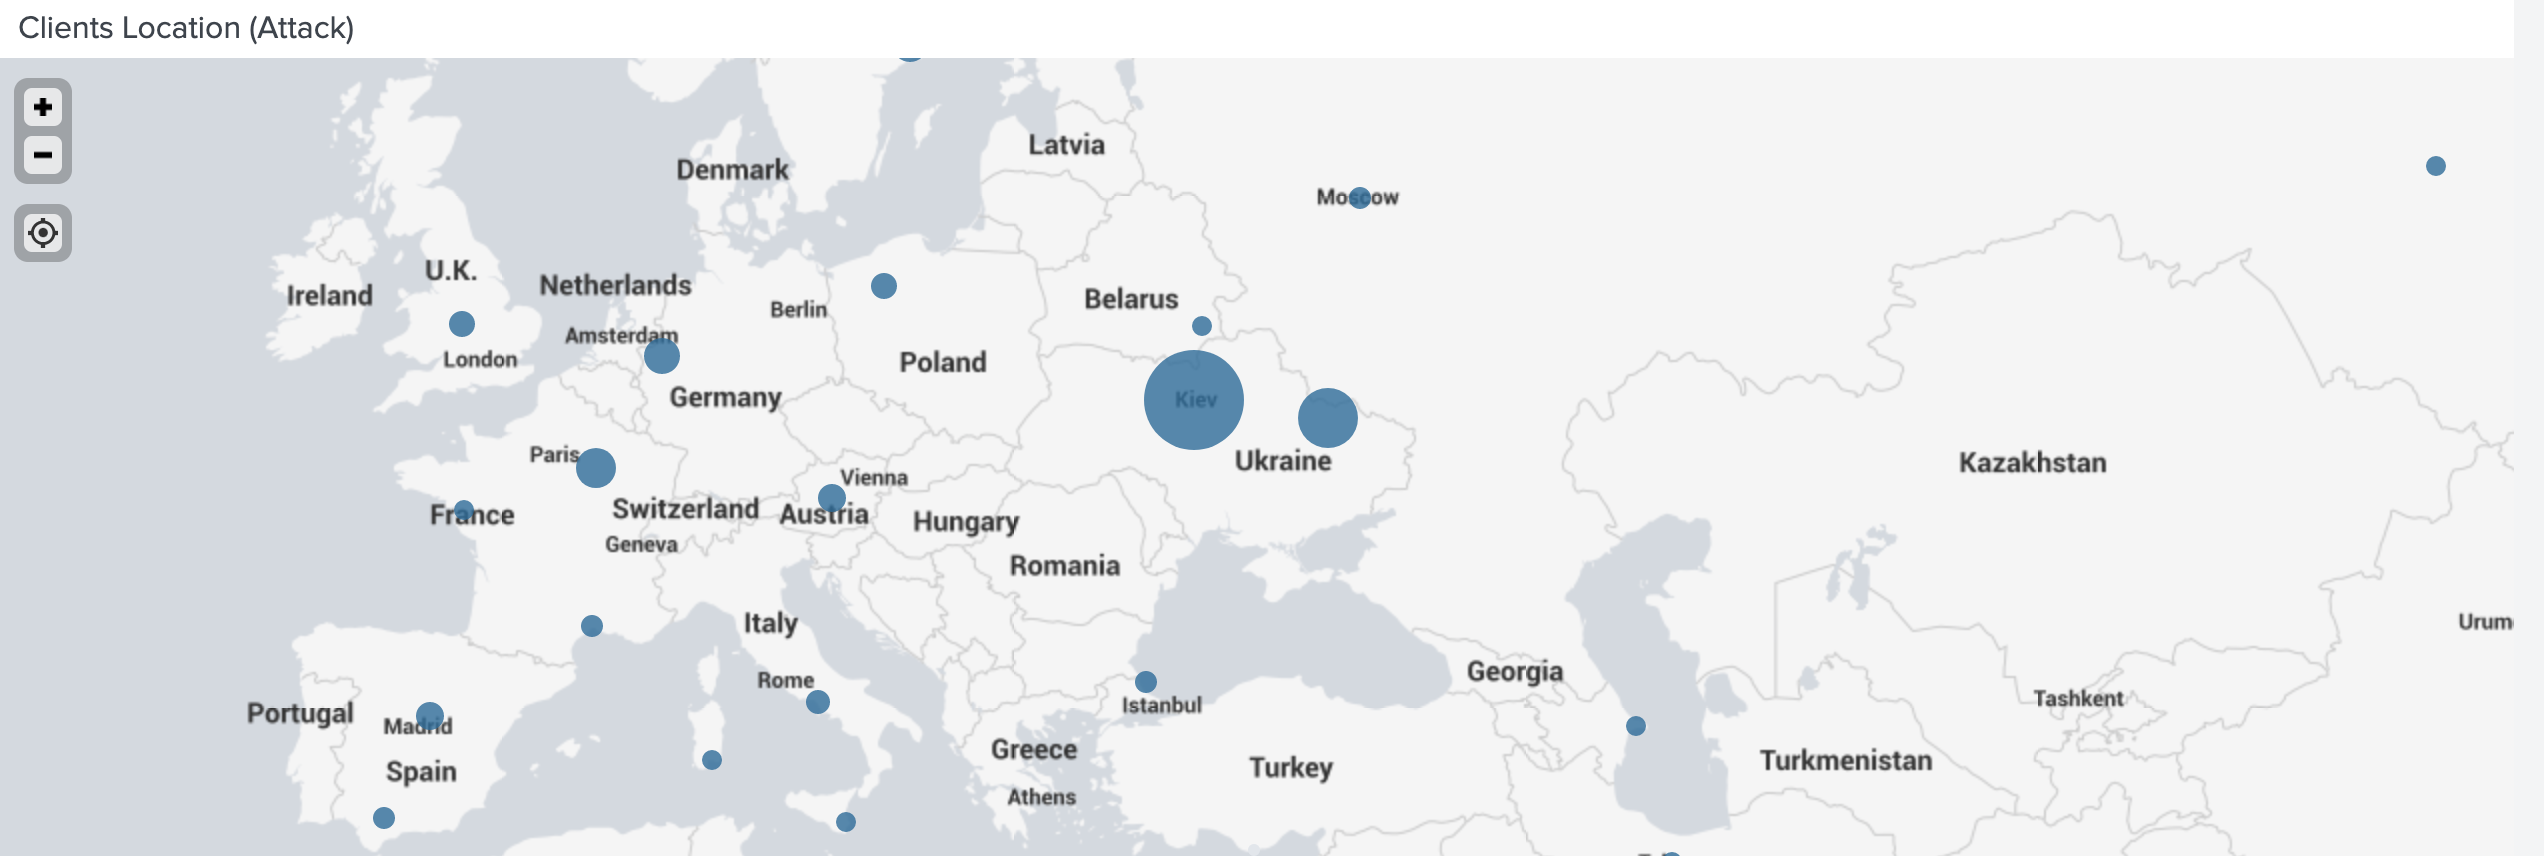 Clients Location (Attack)
Latvia
Denmark
Moscow
U.K.
Ireland
Netherlands
Berlin
Belarus
Amsterdam
London
Poland
Germany
Kiev
Ukraine
Paris
Vienna
Kazakhstan
France
Switzerland
Austria
Hungary
Geneva
Romania
Italy
Urum
Georgia
Rome
Tashkent
Portugal
Madrid
Istanbul
Greece
Turkmenistan
Spain
Turkey
Athens